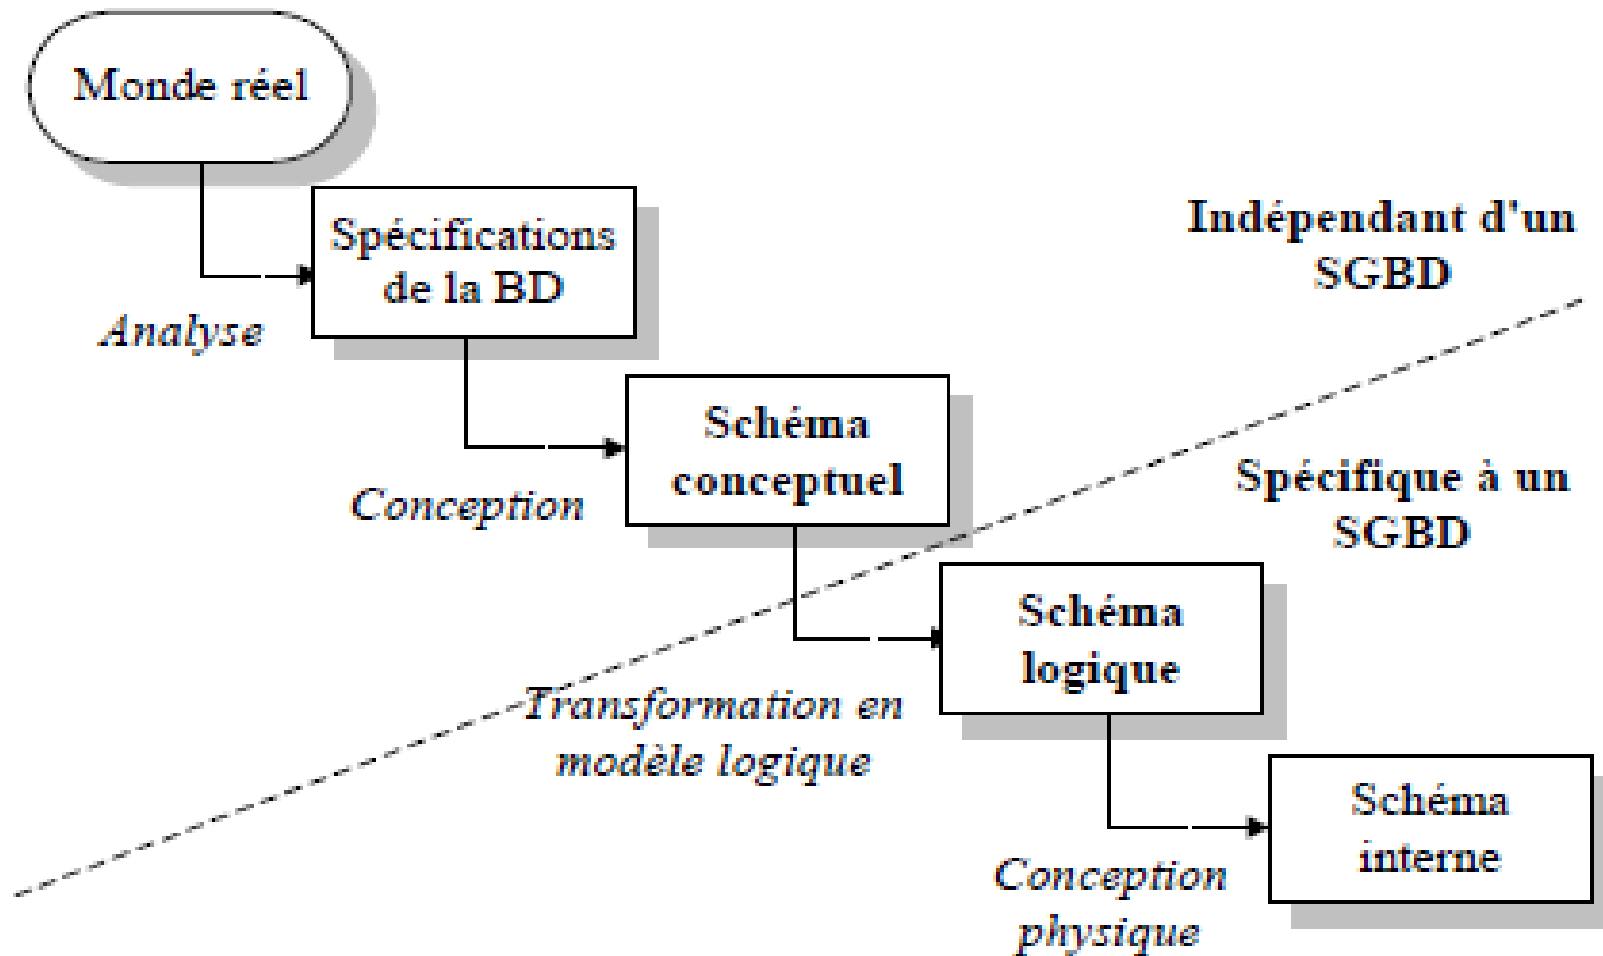 Monde réel
Spécifications
de la BD
Analyse
Indépendant d'un
SGBD
Schéma
conceptuel
Conception
Spécifique à un
SGBD
Schéma
logique
Transformation en
modèle logique
Schéma
interne
Conception
physique